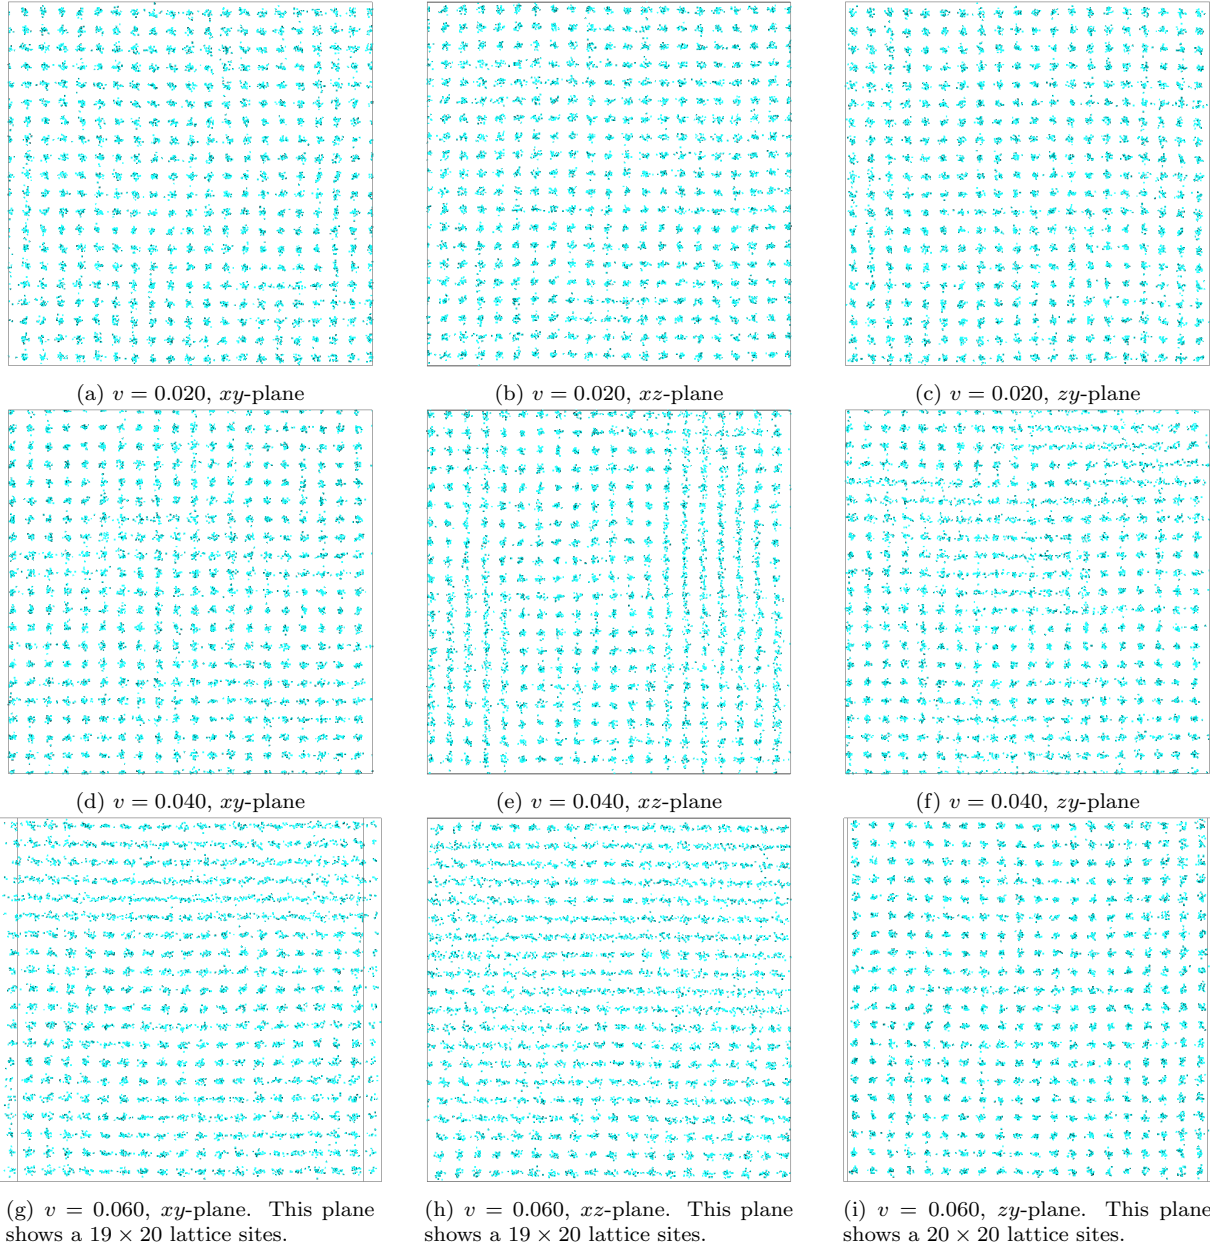 (a) v = 0.020, xy-plane
(b) v = 0.020, xz-plane
(c) v = 0.020, zy-plane
(d) v = 0.040, xy-plane
(e) v = 0.040, xz-plane
(f) v = 0.040, zy-plane
(g) v = 0.060, xy-plane. This plane
shows a 19 × 20 lattice sites.
(h) v = 0.060, xz-plane. This plane
shows a 19 × 20 lattice sites.
(i) v = 0.060, zy-plane. This plane
shows a 20 × 20 lattice sites.